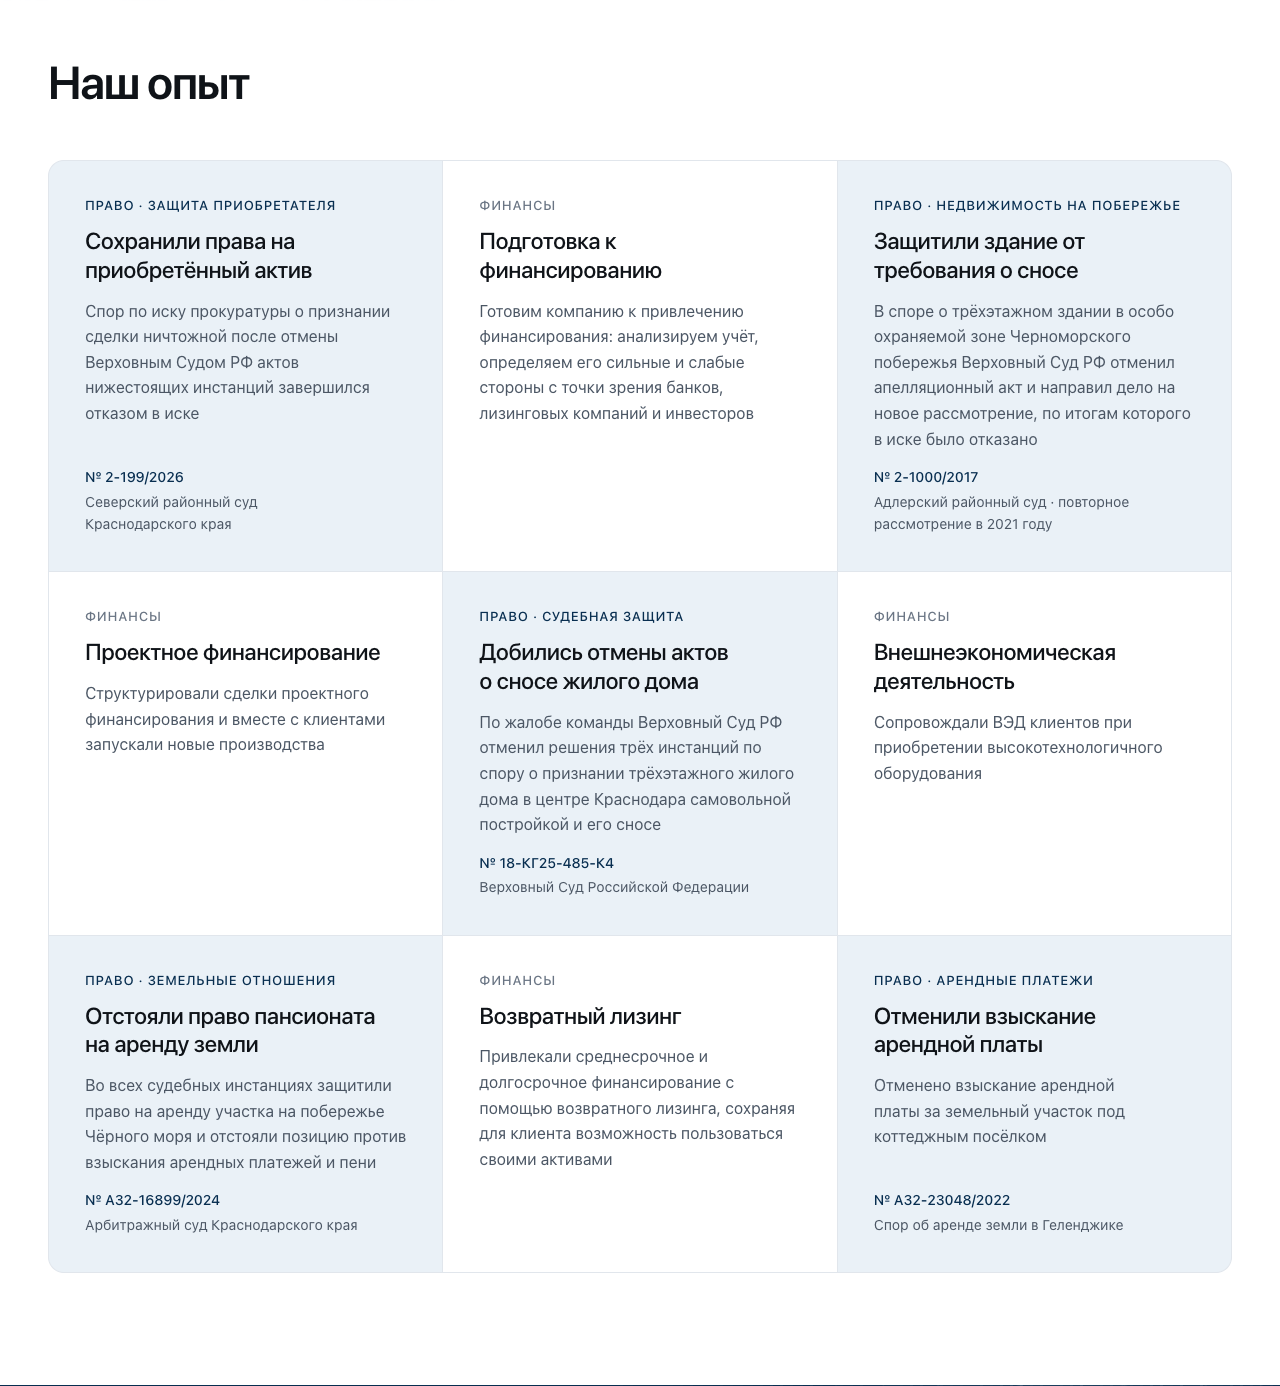 Наш опыт
ПРАВО · ЗАЩИТА ПРИОБРЕТАТЕЛЯ
Сохранили права на
приобретённый актив
Спор по иску прокуратуры о признании
сделки ничтожной после отмены
Верховным Судом РФ актов
нижестоящих инстанций завершился
отказом в иске
№ 2-199/2026
Северский районный суд
Краснодарского края
ФИНАНСЫ
Подготовка к
финансированию
Готовим компанию к привлечению
финансирования: анализируем учёт,
определяем его сильные и слабые
стороны с точки зрения банков,
лизинговых компаний и инвесторов
ПРАВО · НЕДВИЖИМОСТЬ НА ПОБЕРЕЖЬЕ
Защитили здание от
требования о сносе
В споре о трёхэтажном здании в особо
охраняемой зоне Черноморского
побережья Верховный Суд РФ отменил
апелляционный акт и направил дело на
новое рассмотрение, по итогам которого
в иске было отказано
№ 2-1000/2017
Адлерский районный суд · повторное
рассмотрение в 2021 году
ФИНАНСЫ
Проектное финансирование
Структурировали сделки проектного
финансирования и вместе с клиентами
запускали новые производства
ПРАВО · СУДЕБНАЯ ЗАЩИТА
Добились отмены актов
о сносе жилого дома
По жалобе команды Верховный Суд РФ
отменил решения трёх инстанций по
спору о признании трёхэтажного жилого
дома в центре Краснодара самовольной
постройкой и его сносе
№ 18-КГ25-485-К4
Верховный Суд Российской Федерации
ФИНАНСЫ
Внешнеэкономическая
деятельность
Сопровождали ВЭД клиентов при
приобретении высокотехнологичного
оборудования
ПРАВО · ЗЕМЕЛЬНЫЕ ОТНОШЕНИЯ
Отстояли право пансионата
на аренду земли
Во всех судебных инстанциях защитили
право на аренду участка на побережье
Чёрного моря и отстояли позицию против
взыскания арендных платежей и пени
№ А32-16899/2024
Арбитражный суд Краснодарского края
ФИНАНСЫ
Возвратный лизинг
Привлекали среднесрочное и
долгосрочное финансирование с
помощью возвратного лизинга, сохраняя
для клиента возможность пользоваться
своими активами
ПРАВО · АРЕНДНЫЕ ПЛАТЕЖИ
Отменили взыскание
арендной платы
Отменено взыскание арендной
платы за земельный участок под
коттеджным посёлком
№ А32-23048/2022
Спор об аренде земли в Геленджике